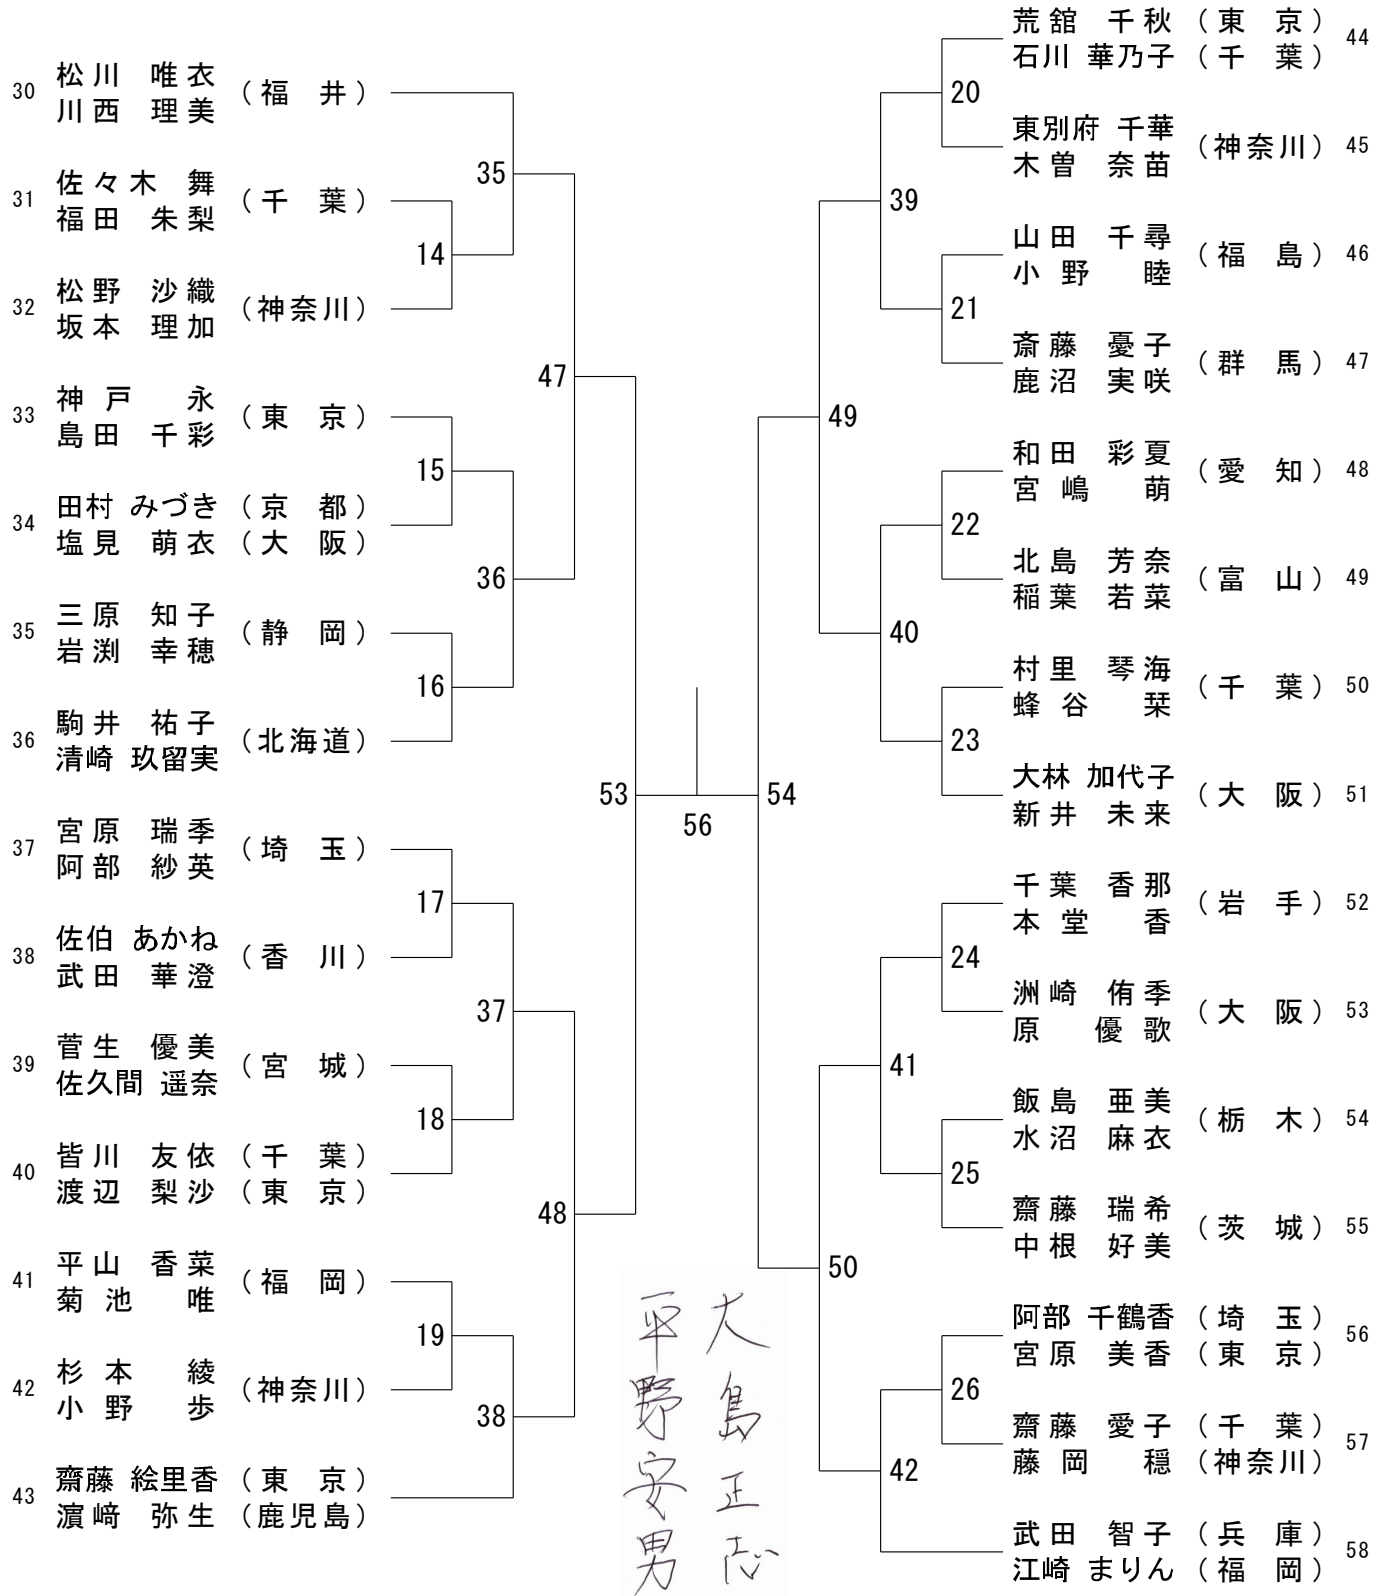 30 松川 唯衣 (福 井)
川西 理美
31 佐々木 舞 (千 葉)
福田 朱梨
32 松野 沙織 (神奈川)
坂本 理加
33 神戸 永 (東 京)
島田 千彩
34 田村 みづき (京 都)
塩見 萌衣 (大 阪)
35 三原 知子 (静 岡)
岩渕 幸穂
36 駒井 祐子 (北海道)
清崎 玖留実
37 宮原 瑞季 (埼 玉)
阿部 紗英
38 佐伯 あかね (香 川)
武田 華澄
39 菅生 優美 (宮 城)
佐久間 遥奈
40 皆川 友依 (千 葉)
渡辺 梨沙 (東 京)
41 平山 香菜 (福 岡)
菊池 唯
42 杉本 綾 (神奈川)
小野 歩
43 齋藤 絵里香 (東 京)
濵﨑 弥生 (鹿児島)
35
14
47
15
36
16
53
17
37
18
48
19
38
56
54
20
39
21
49
22
40
23
24
41
25
50
26
42
荒舘 千秋 (東 京) 44
石川 華乃子 (千 葉)
東別府 千華 (神奈川) 45
木曽 奈苗
山田 千尋 (福 島) 46
小野 睦
斎藤 憂子 (群 馬) 47
鹿沼 実咲
和田 彩夏 (愛 知) 48
宮嶋 萌
北島 芳奈 (富 山) 49
稲葉 若菜
村里 琴海 (千 葉) 50
蜂谷 栞
大林 加代子 (大 阪) 51
新井 未来
千葉 香那 (岩 手) 52
本堂 香
洲崎 侑季 (大 阪) 53
原 優歌
飯島 亜美 (栃 木) 54
水沼 麻衣
齋藤 瑞希 (茨 城) 55
中根 好美
阿部 千鶴香 (埼 玉) 56
宮原 美香 (東 京)
齋藤 愛子 (千 葉) 57
藤岡 穏 (神奈川)
武田 智子 (兵 庫) 58
江崎 まりん (福 岡)
大島正志
平野安男